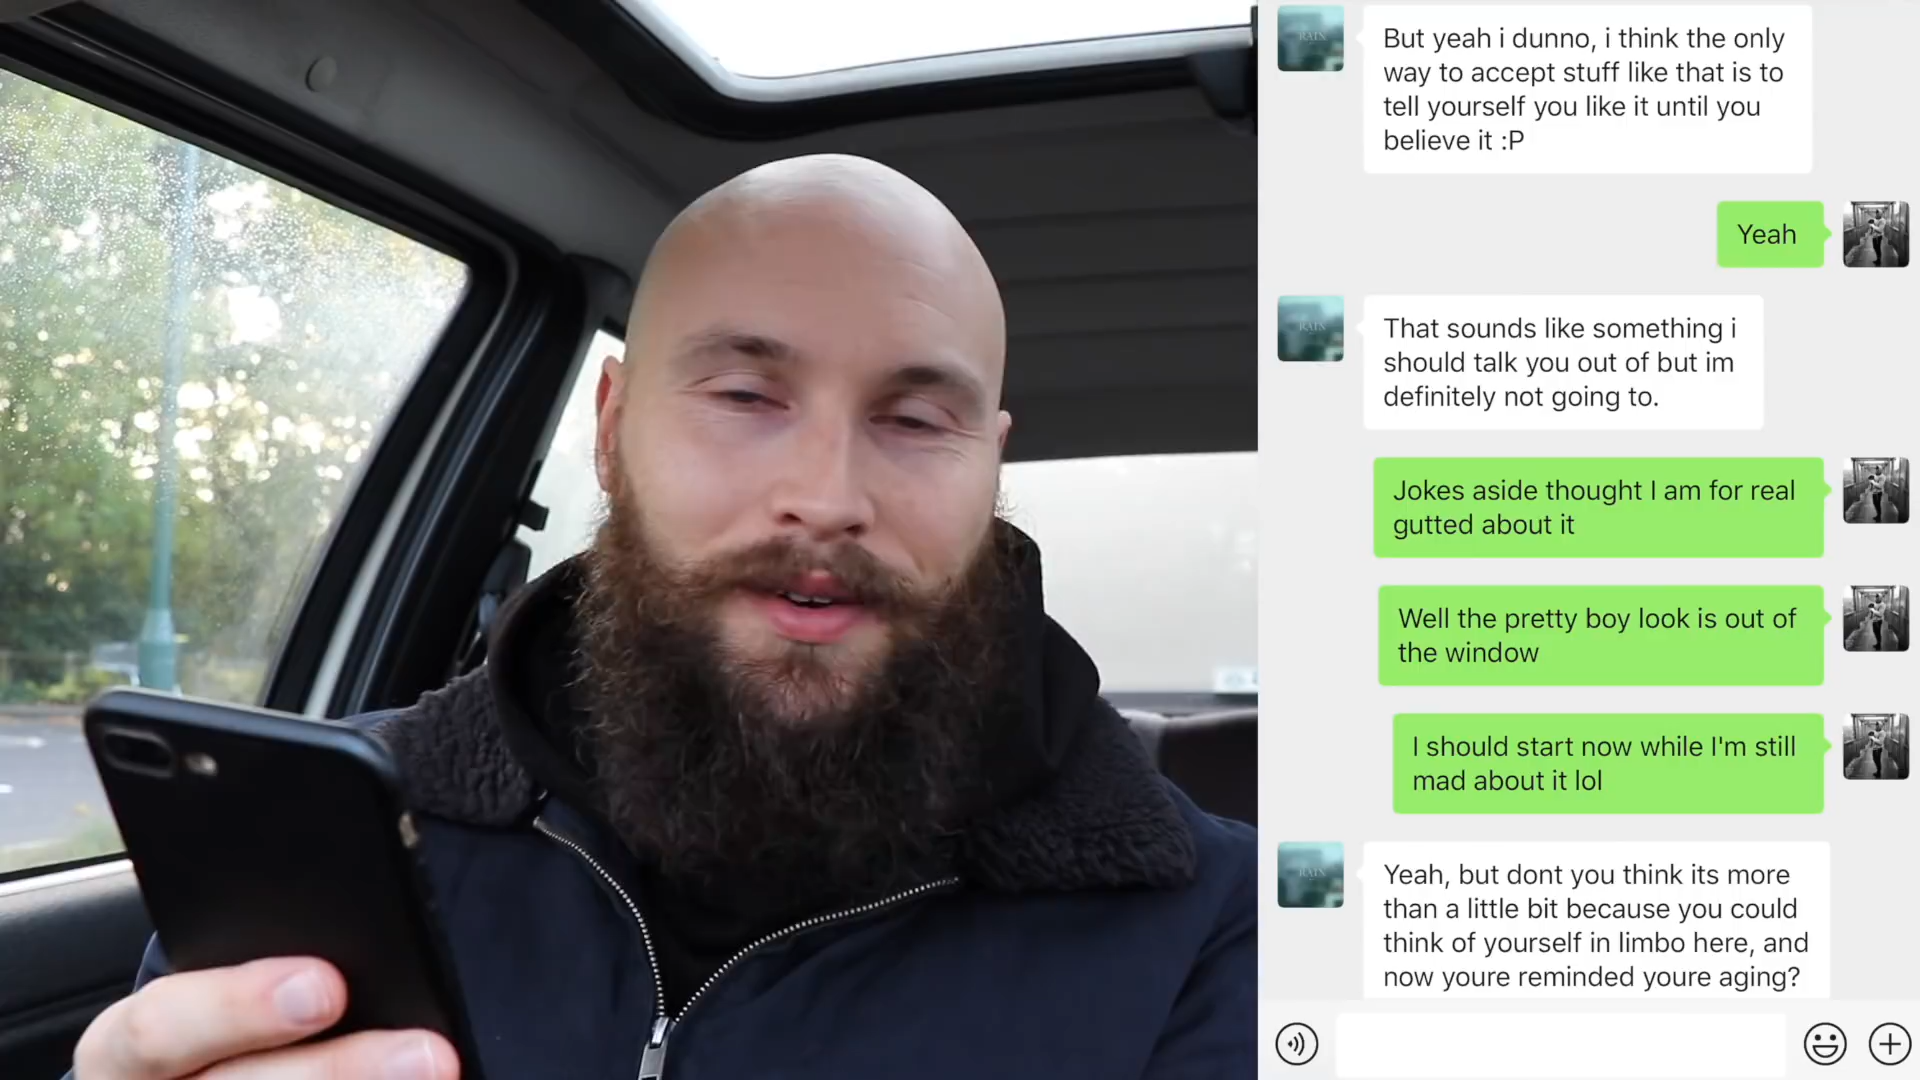 But yeah i dunno, i think the only
way to accept stuff like that is to
tell yourself you like it until you
believe it :P
Yeah
RAIN
That sounds like something i
should talk you out of but im
definitely not going to.
Jokes aside thought I am for real
gutted about it
Well the pretty boy look is out of
the window
I should start now while I'm still
mad about it lol
RAIN
Yeah, but dont you think its more
than a little bit because you could
think of yourself in limbo here, and
now youre reminded youre aging?